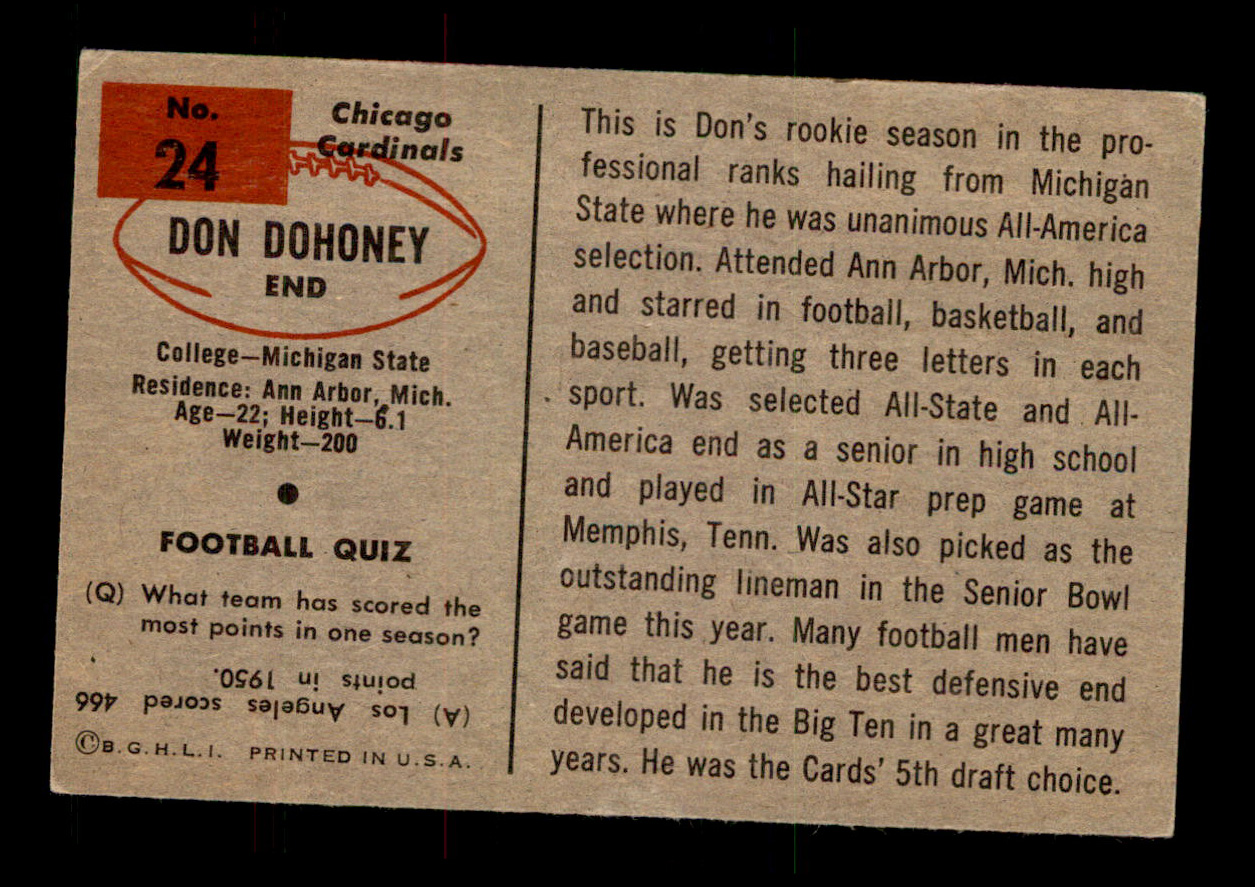 No.
24
Chicago
Cardinals
DON DOHONEY
END
College—Michigan State
Residence: Ann Arbor, Mich.
Age—22; Height—6.1
Weight—200
FOOTBALL QUIZ
(Q) What team has scored the
most points in one season?
(A) Los Angeles scored 466
points in 1950.
©B.G.H.L.I. PRINTED IN U.S.A.
This is Don's rookie season in the pro-
fessional ranks hailing from Michigan
State where he was unanimous All-America
selection. Attended Ann Arbor, Mich. high
and starred in football, basketball, and
baseball, getting three letters in each
sport. Was selected All-State and All-
America end as a senior in high school
and played in All-Star prep game at
Memphis, Tenn. Was also picked as the
outstanding lineman in the Senior Bowl
game this year. Many football men have
said that he is the best defensive end
developed in the Big Ten in a great many
years. He was the Cards' 5th draft choice.